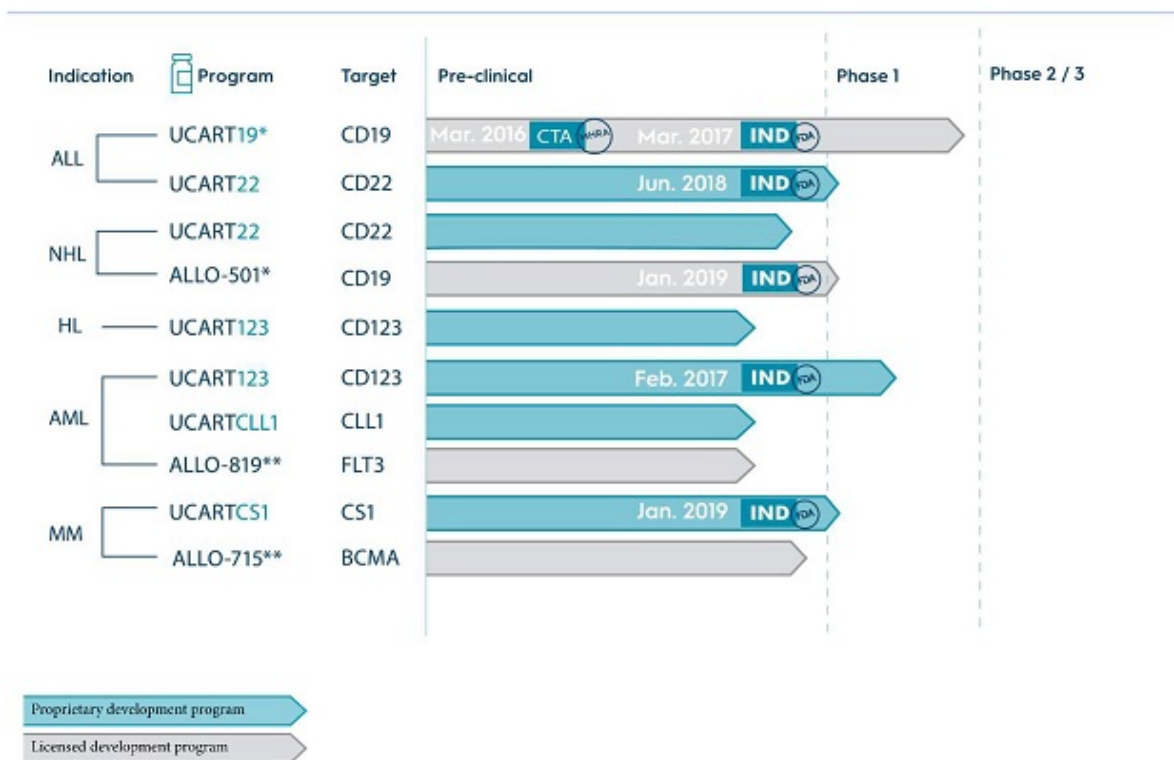 Indication Program Target Pre-clinical Phase 1 Phase 2 / 3
ALL
UCART19* CD19 Mar. 2016 CTA MHRA Mar. 2017 IND FDA
UCART22 CD22 Jun. 2018 IND FDA
NHL
UCART22 CD22
ALLO-501* CD19 Jan. 2019 IND FDA
HL UCART123 CD123
AML
UCART123 CD123 Feb. 2017 IND FDA
UCARTCLL1 CLL1
ALLO-819** FLT3
MM
UCARTCS1 CS1 Jan. 2019 IND FDA
ALLO-715** BCMA
Proprietary development program
Licensed development program